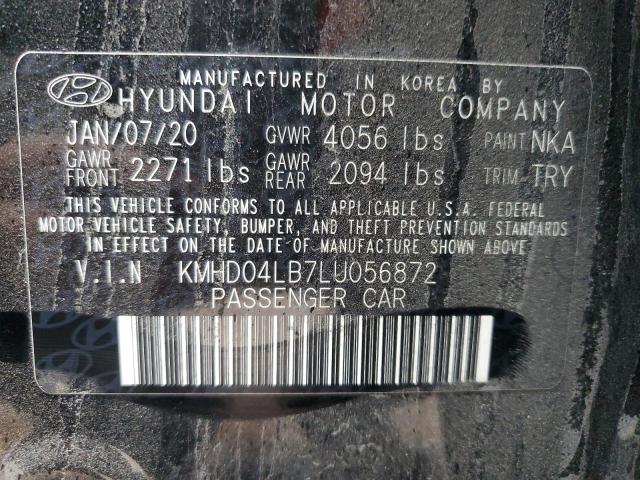 MANUFACTURED IN KOREA BY
HYUNDAI MOTOR COMPANY
JAN/07/20 GVWR 4056 lbs PAINT NKA
GAWR FRONT 2271 lbs GAWR REAR 2094 lbs TRIM TRY
THIS VEHICLE CONFORMS TO ALL APPLICABLE U.S.A. FEDERAL
MOTOR VEHICLE SAFETY, BUMPER, AND THEFT PREVENTION STANDARDS
IN EFFECT ON THE DATE OF MANUFACTURE SHOWN ABOVE.
V.I.N KMHD04LB7LU056872
PASSENGER CAR